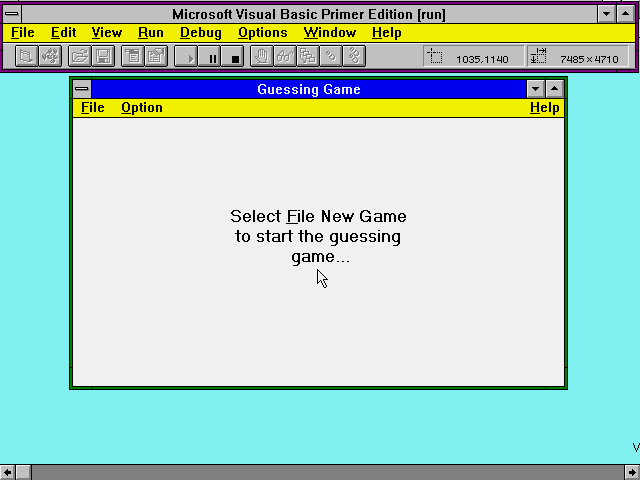 Microsoft Visual Basic Primer Edition [run]
File Edit View Run Debug Options Window Help
1035,1140 7485×4710
Guessing Game
File Option Help
Select File New Game
to start the guessing
game...
V